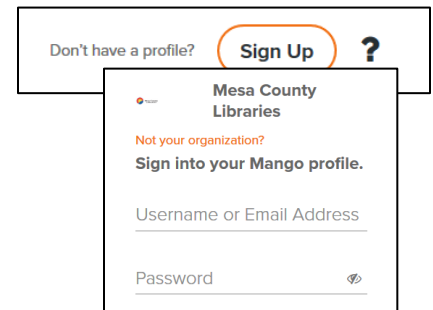 Don't have a profile? Sign Up ?
Mesa County
Libraries
Not your organization?
Sign into your Mango profile.
Username or Email Address
Password